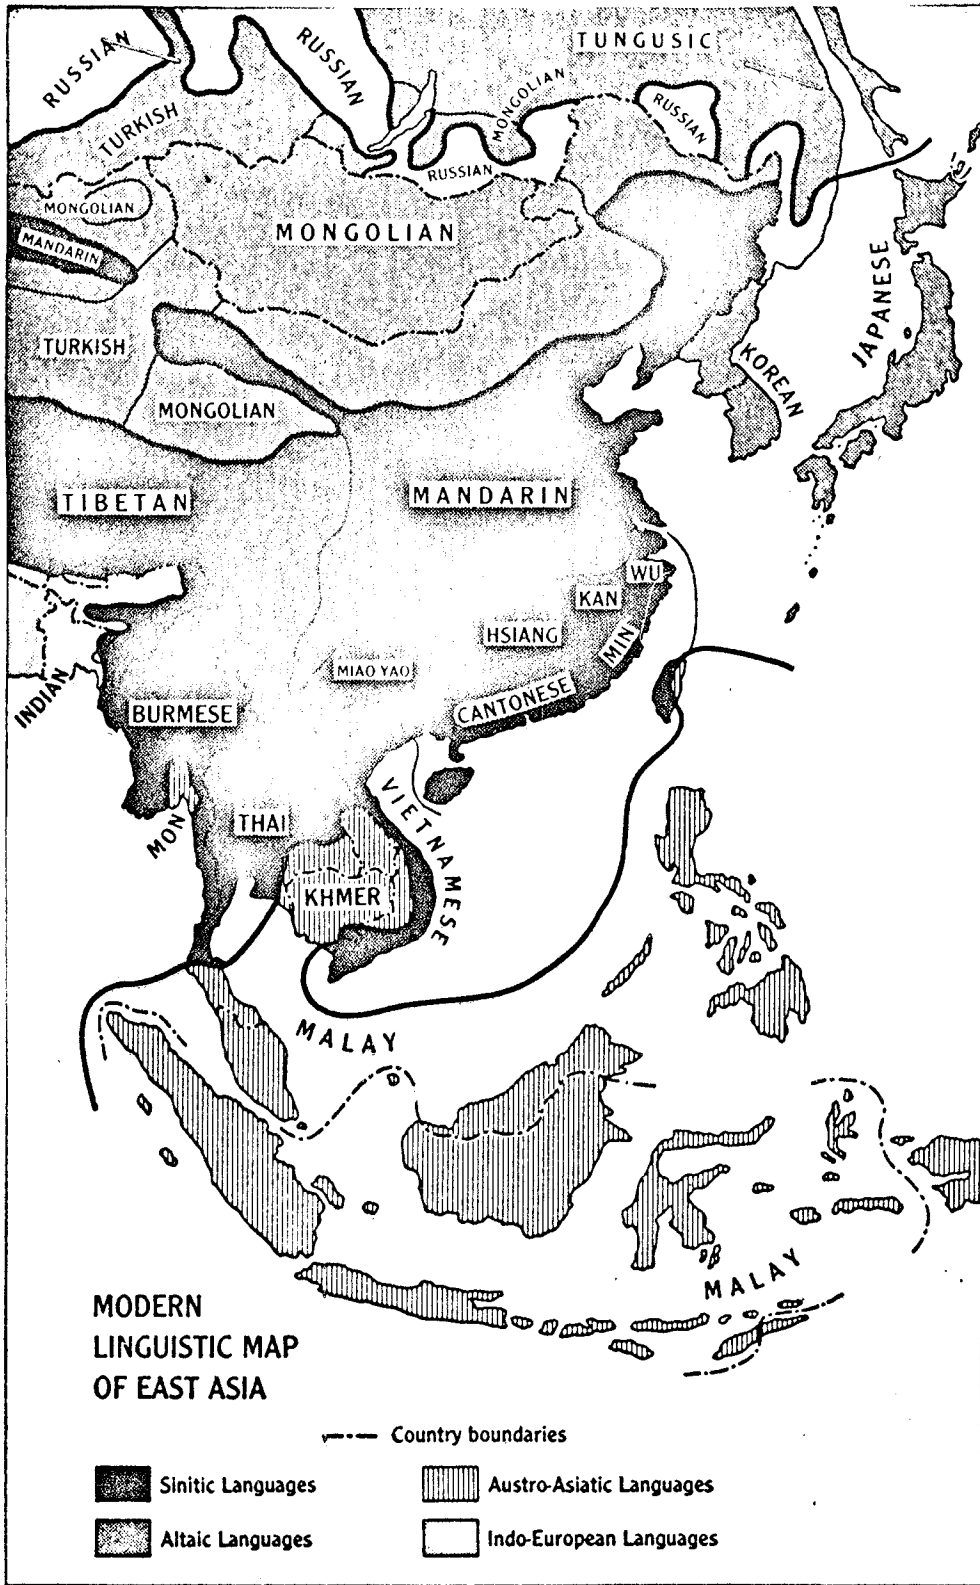 RUSSIAN
RUSSIAN
TUNGUSIC
TURKISH
MONGOLIAN
RUSSIAN
RUSSIAN
MONGOLIAN
MANDARIN
MONGOLIAN
JAPANESE
TURKISH
KOREAN
MONGOLIAN
TIBETAN
MANDARIN
WU
KAN
HSIANG
MIN
MIAO YAO
INDIAN
BURMESE
CANTONESE
VIETNAMESE
MON
THAI
KHMER
MALAY
MALAY
MODERN
LINGUISTIC MAP
OF EAST ASIA
Country boundaries
Sinitic Languages
Austro-Asiatic Languages
Altaic Languages
Indo-European Languages